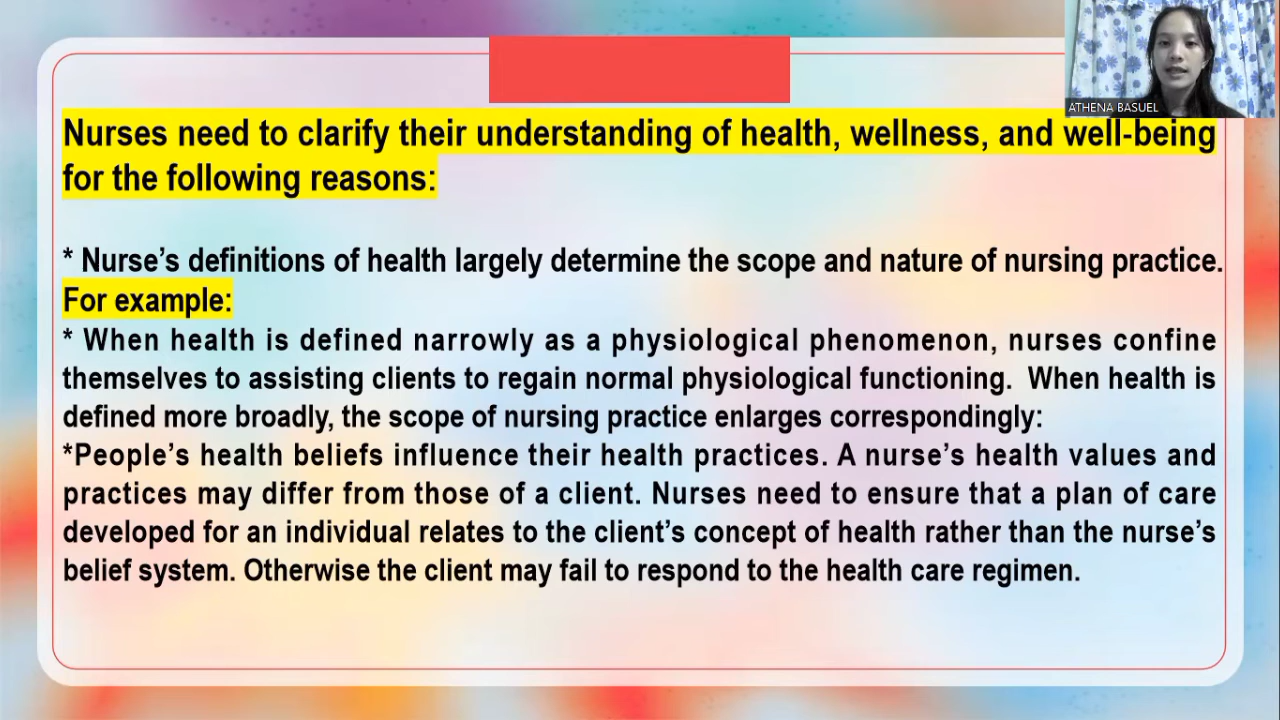 ATHENA BASUEL
Nurses need to clarify their understanding of health, wellness, and well-being
for the following reasons:
* Nurse's definitions of health largely determine the scope and nature of nursing practice.
For example:
* When health is defined narrowly as a physiological phenomenon, nurses confine
themselves to assisting clients to regain normal physiological functioning.  When health is
defined more broadly, the scope of nursing practice enlarges correspondingly:
*People's health beliefs influence their health practices. A nurse's health values and
practices may differ from those of a client. Nurses need to ensure that a plan of care
developed for an individual relates to the client's concept of health rather than the nurse's
belief system. Otherwise the client may fail to respond to the health care regimen.